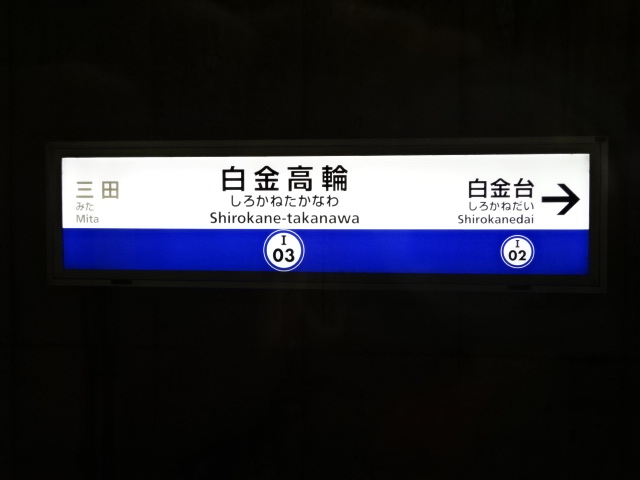 三田
みた
Mita
白金高輪
しろかねたかなわ
Shirokane-takanawa
I
03
白金台
しろかねだい
Shirokanedai
I
02